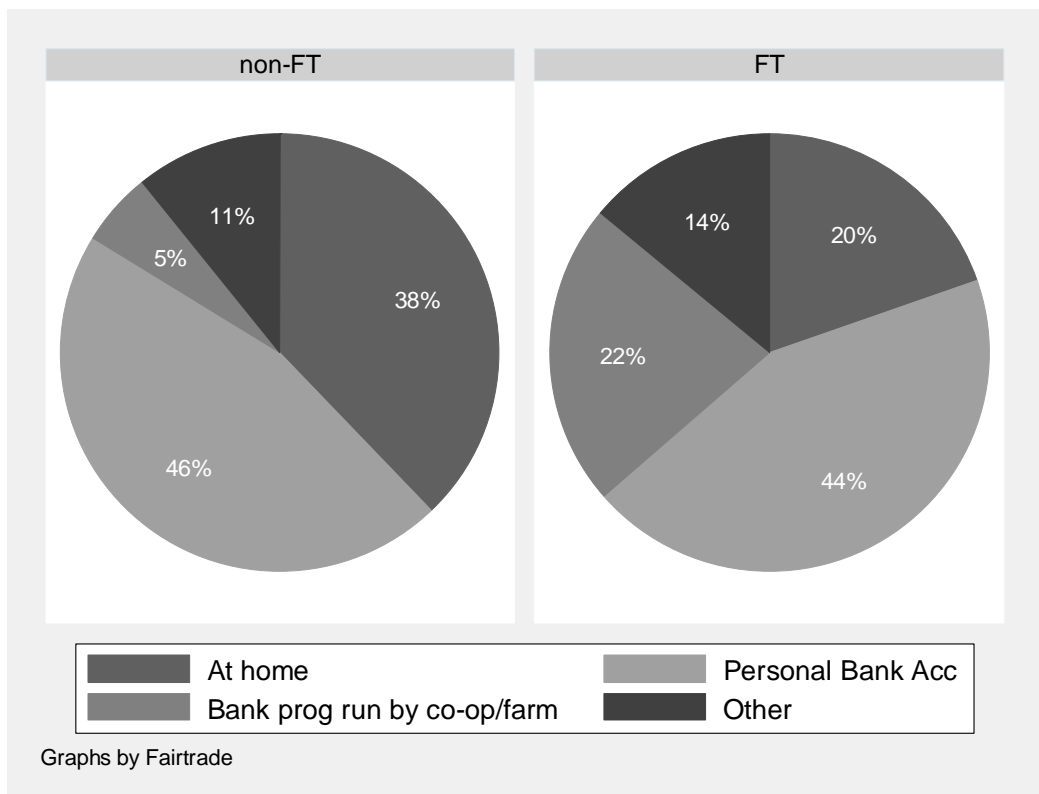 non-FT
11%
5%
38%
46%
FT
14%
20%
22%
44%
At home
Personal Bank Acc
Bank prog run by co-op/farm
Other
Graphs by Fairtrade